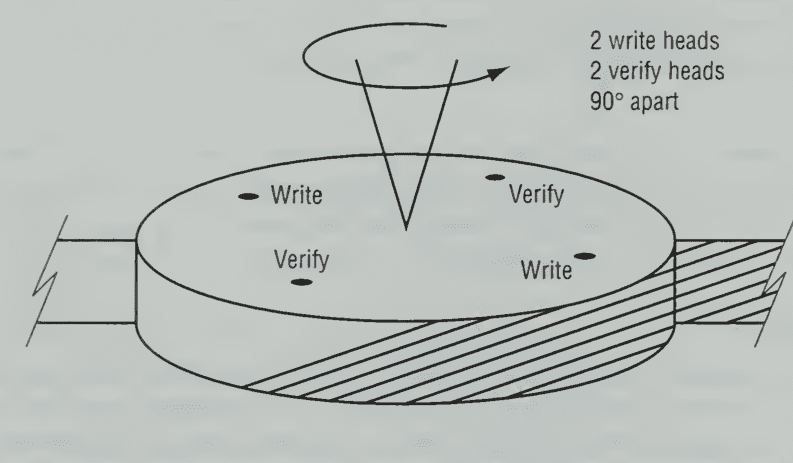 2 write heads
2 verify heads
90° apart
Write
Verify
Verify
Write